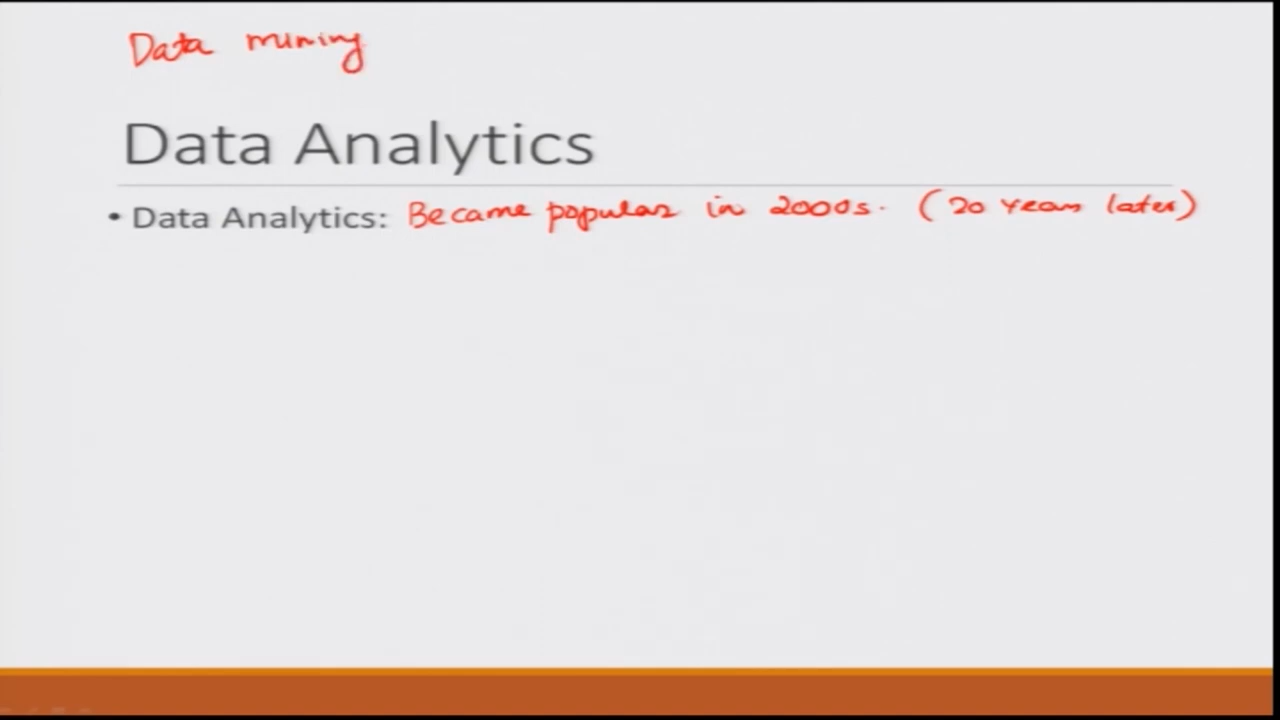 Data mining
Data Analytics
• Data Analytics: Became popular in 2000s. (20 years later)